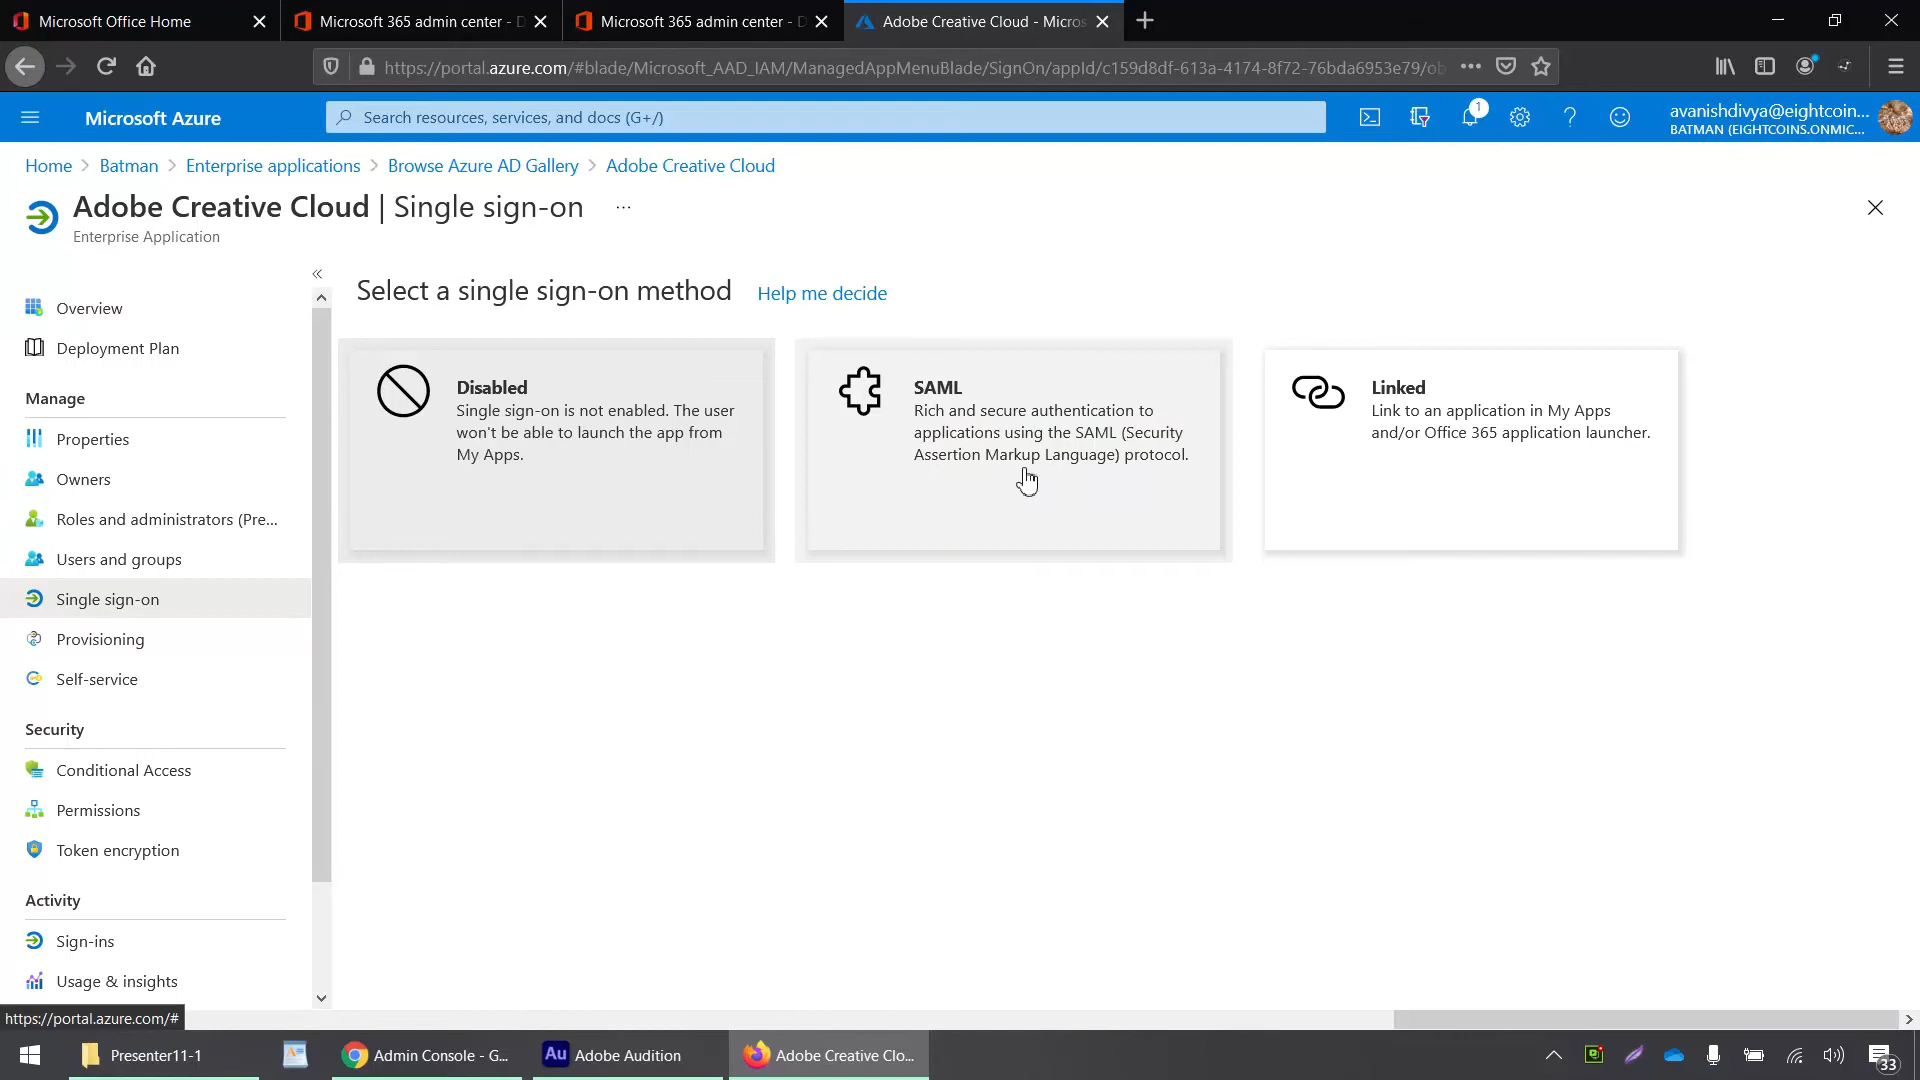 Microsoft Office Home
Microsoft 365 admin center - D
Microsoft 365 admin center - D
Adobe Creative Cloud - Micros
https://portal.azure.com/#blade/Microsoft_AAD_IAM/ManagedAppMenuBlade/SignOn/appId/c159d8df-613a-4174-8f72-76bda6953e79/ob
Microsoft Azure
Search resources, services, and docs (G+/)
1
avanishdivya@eightcoin...
BATMAN (EIGHTCOINS.ONMIC...
Home > Batman > Enterprise applications > Browse Azure AD Gallery > Adobe Creative Cloud
Adobe Creative Cloud | Single sign-on ...
Enterprise Application
Select a single sign-on method Help me decide
Overview
Deployment Plan
Manage
Properties
Owners
Roles and administrators (Pre...
Users and groups
Single sign-on
Provisioning
Self-service
Security
Conditional Access
Permissions
Token encryption
Activity
Sign-ins
Usage & insights
Disabled
Single sign-on is not enabled. The user
won't be able to launch the app from
My Apps.
SAML
Rich and secure authentication to
applications using the SAML (Security
Assertion Markup Language) protocol.
Linked
Link to an application in My Apps
and/or Office 365 application launcher.
https://portal.azure.com/#
Presenter11-1
Admin Console - G...
Au Adobe Audition
Adobe Creative Clo...
33